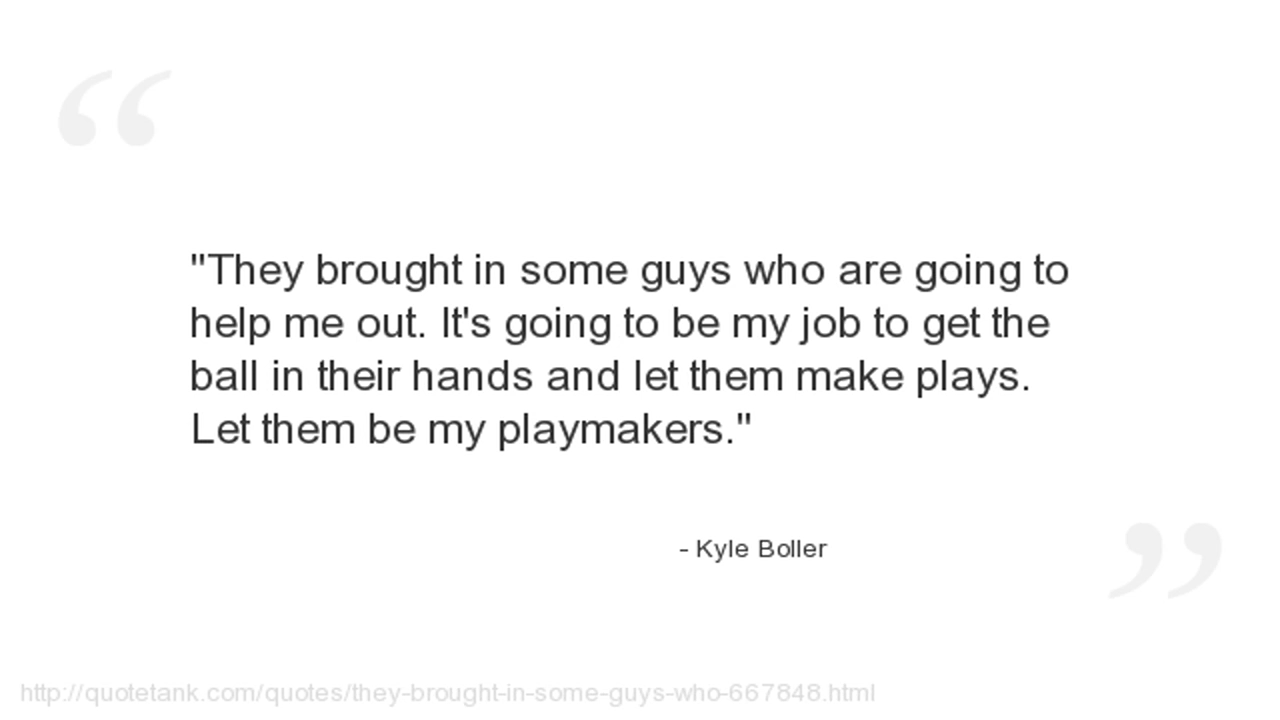 "They brought in some guys who are going to
help me out. It's going to be my job to get the
ball in their hands and let them make plays.
Let them be my playmakers."
- Kyle Boller
http://quotetank.com/quotes/they-brought-in-some-guys-who-667848.html